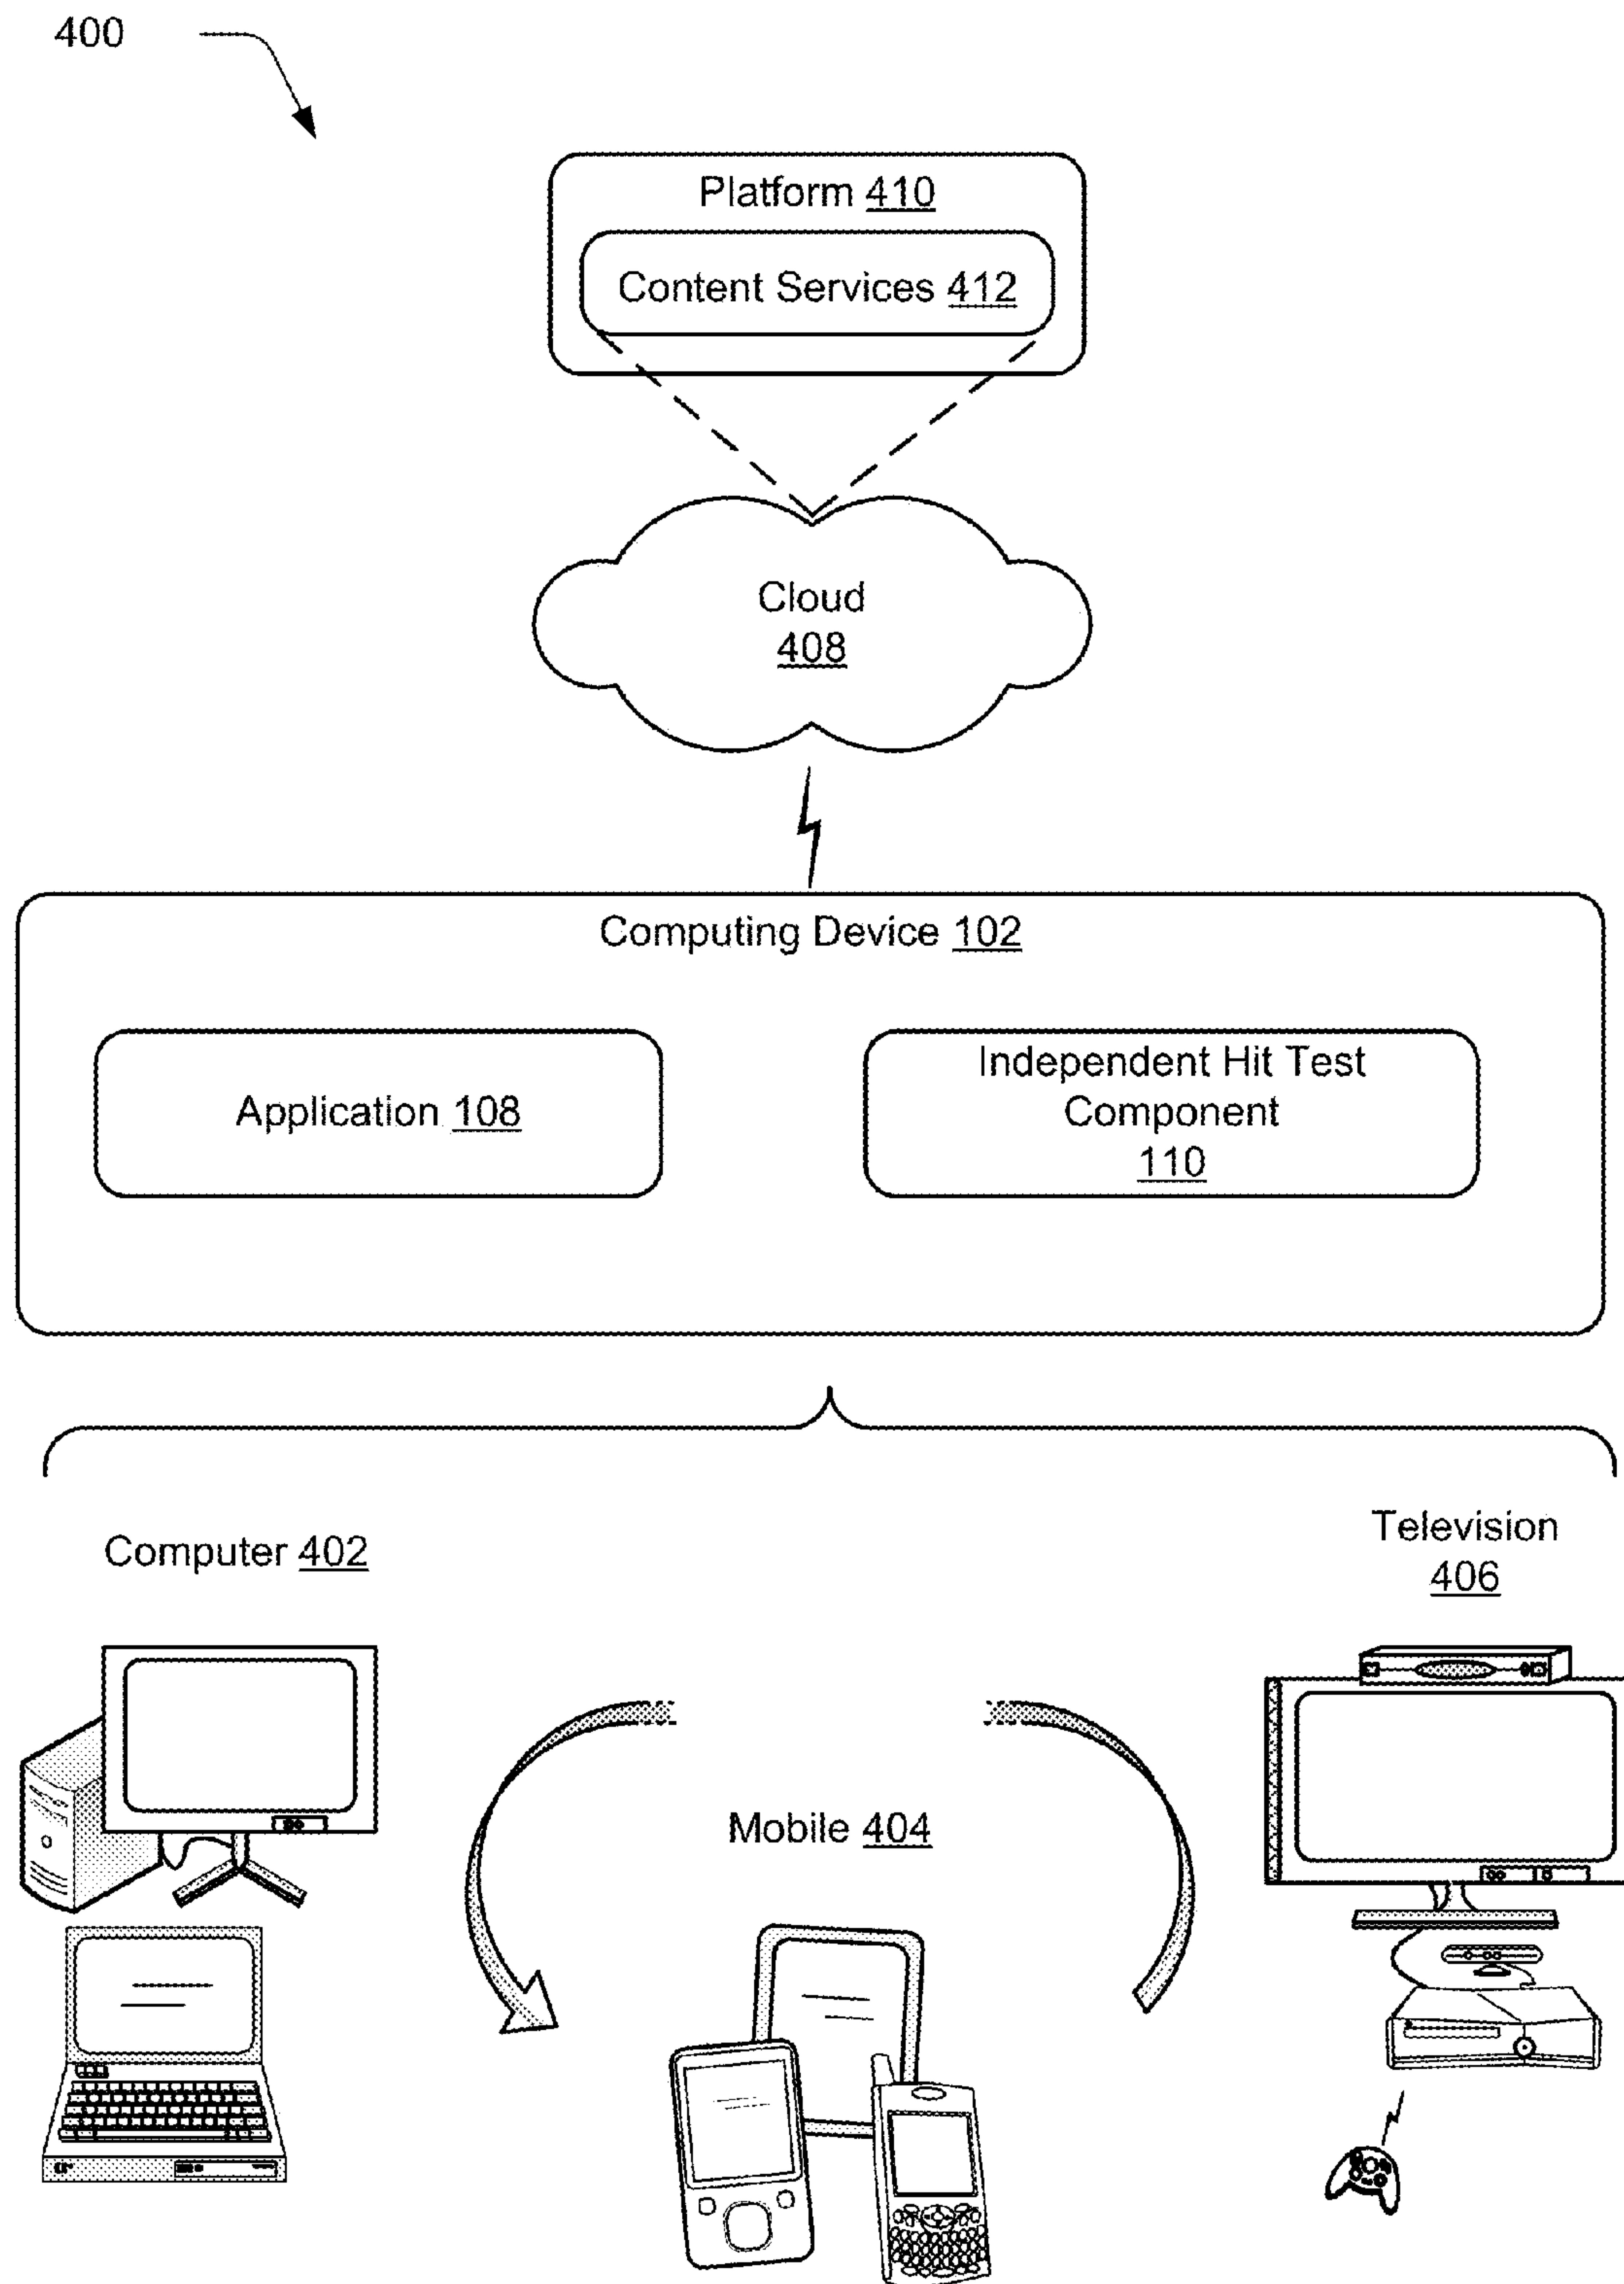 400
Platform 410
Content Services 412
Cloud
408
Computing Device 102
Application 108
Independent Hit Test
Component
110
Computer 402
Television
406
Mobile 404